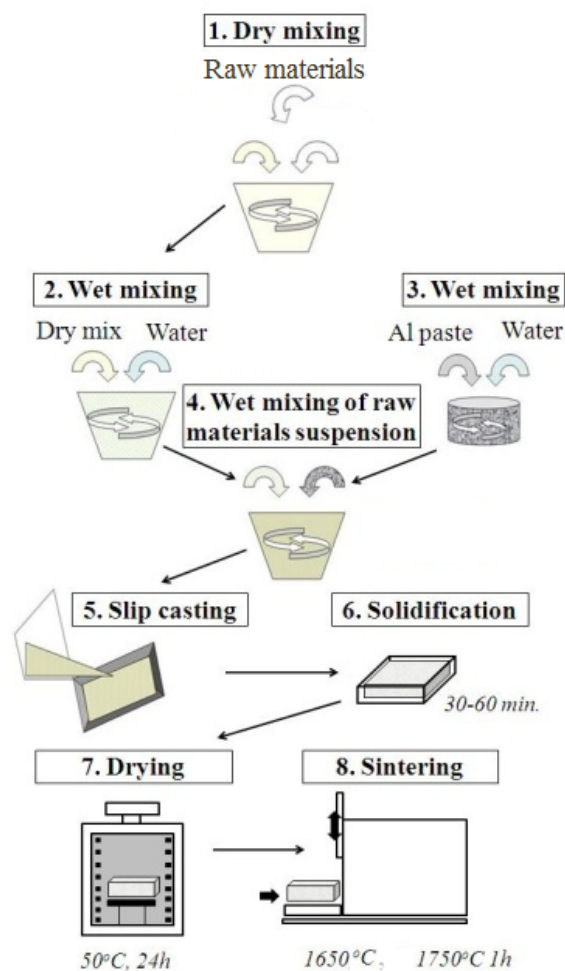 1. Dry mixing
Raw materials
2. Wet mixing
3. Wet mixing
Dry mix Water
Al paste Water
4. Wet mixing of raw
materials suspension
5. Slip casting
6. Solidification
30-60 min.
7. Drying
8. Sintering
50°C, 24h
1650°C, 1750°C 1h